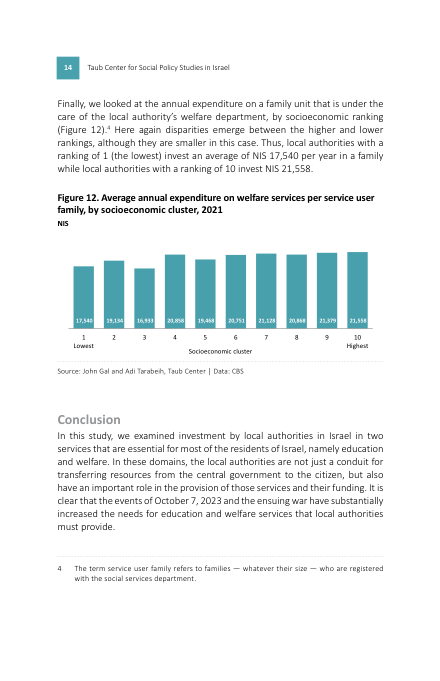 14
Taub Center for Social Policy Studies in Israel
Finally, we looked at the annual expenditure on a family unit that is under the
care of the local authority's welfare department, by socioeconomic ranking
(Figure 12).4 Here again disparities emerge between the higher and lower
rankings, although they are smaller in this case. Thus, local authorities with a
ranking of 1 (the lowest) invest an average of NIS 17,540 per year in a family
while local authorities with a ranking of 10 invest NIS 21,558.
Figure 12. Average annual expenditure on welfare services per service user
family, by socioeconomic cluster, 2021
NIS
17,540 19,134 16,933 20,858 19,468 20,751 21,128 20,868 21,379 21,558
1 2 3 4 5 6 7 8 9 10
Lowest Highest
Socioeconomic cluster
Source: John Gal and Adi Tarabeih, Taub Center | Data: CBS
Conclusion
In this study, we examined investment by local authorities in Israel in two
services that are essential for most of the residents of Israel, namely education
and welfare. In these domains, the local authorities are not just a conduit for
transferring resources from the central government to the citizen, but also
have an important role in the provision of those services and their funding. It is
clear that the events of October 7, 2023 and the ensuing war have substantially
increased the needs for education and welfare services that local authorities
must provide.
4 The term service user family refers to families — whatever their size — who are registered
with the social services department.